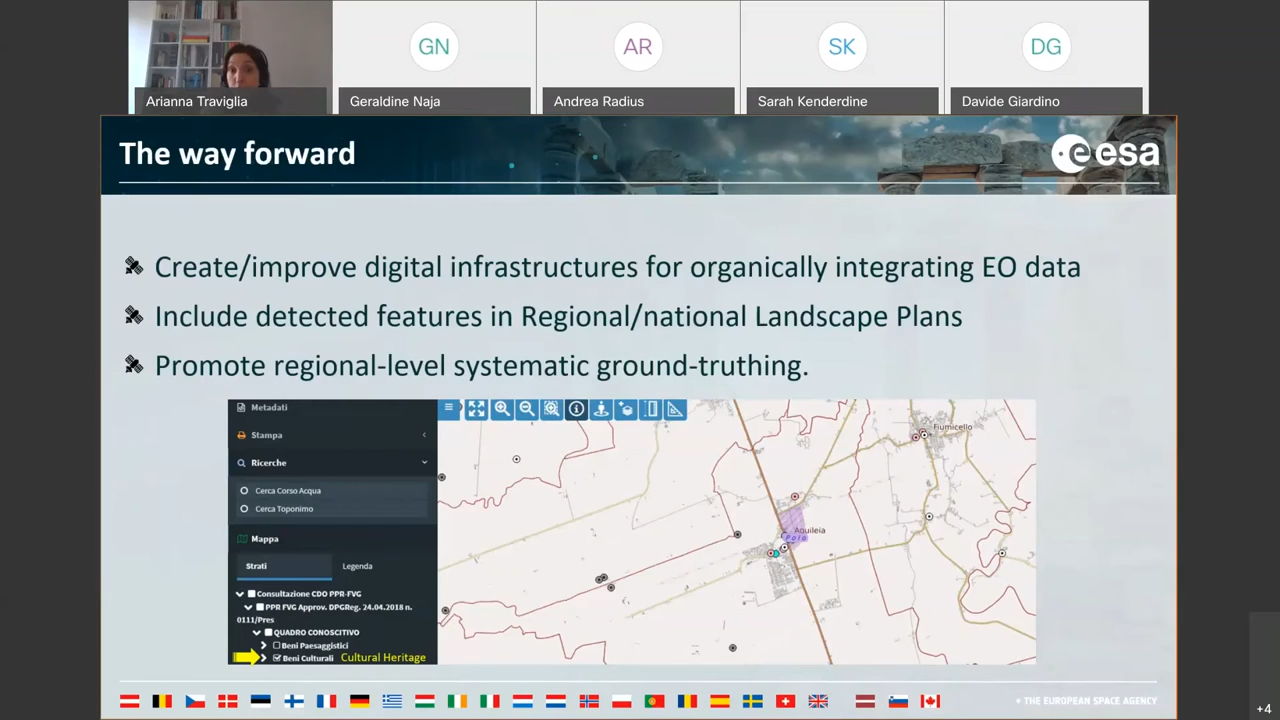 GN
AR
SK
DG
Arianna Traviglia
Geraldine Naja
Andrea Radius
Sarah Kenderdine
Davide Giardino
The way forward
esa
Create/improve digital infrastructures for organically integrating EO data
Include detected features in Regional/national Landscape Plans
Promote regional-level systematic ground-truthing.
Metadati
Stampa
Ricerche
Cerca Corso Acqua
Cerca Toponimo
Mappa
Strati
Legenda
Consultazione CDO PPR-FVG
PPR FVG Approv. DPGReg. 24.04.2018 n.
0111/Pres
QUADRO CONOSCITIVO
Beni Paesaggistici
Beni Culturali Cultural Heritage
Fiumicello
Aquileia
Polo
THE EUROPEAN SPACE AGENCY
+4